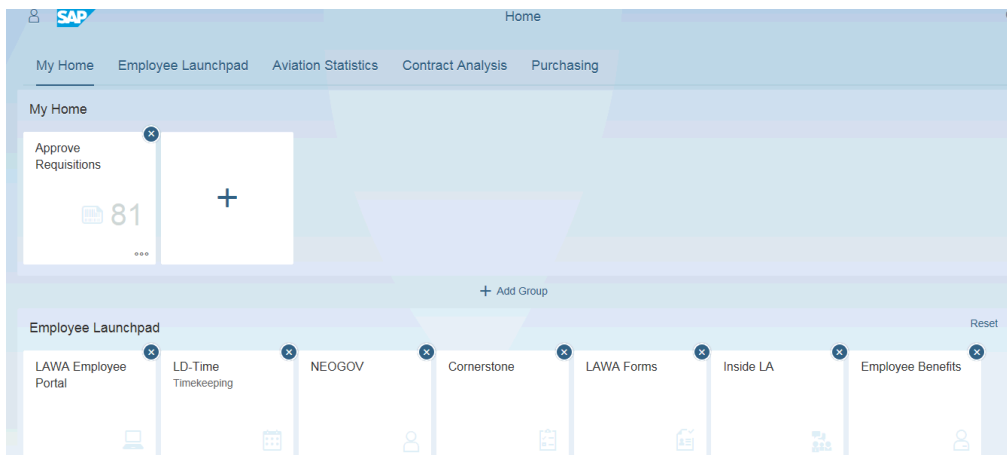 SAP
Home
My Home Employee Launchpad Aviation Statistics Contract Analysis Purchasing
My Home
Approve
Requisitions
81
+ Add Group
Employee Launchpad
Reset
LAWA Employee
Portal
LD-Time
Timekeeping
NEOGOV
Cornerstone
LAWA Forms
Inside LA
Employee Benefits